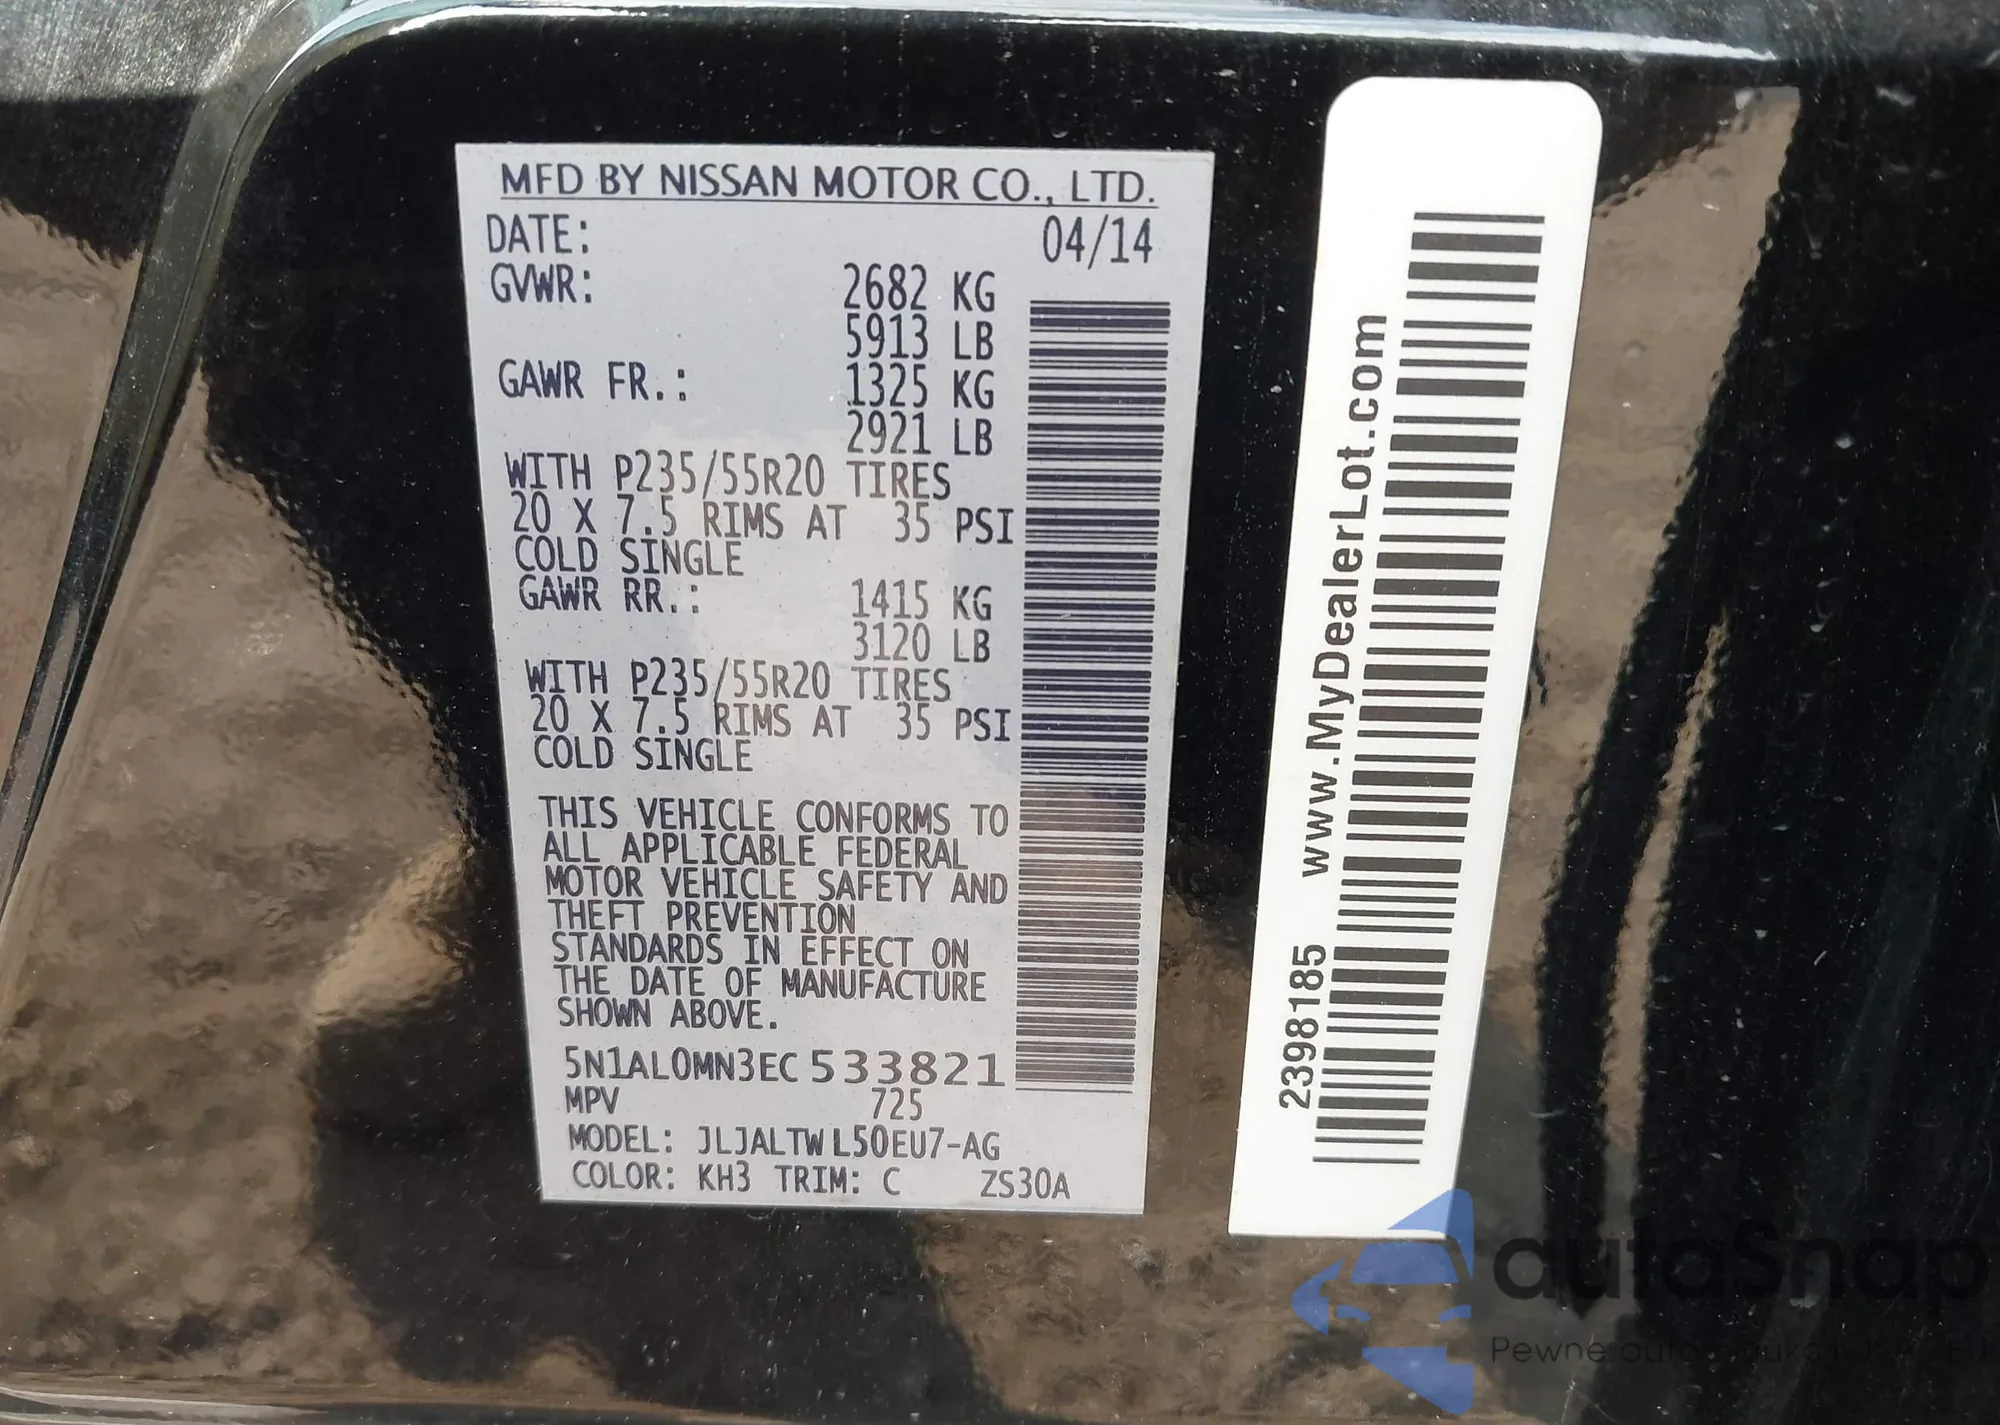 MFD BY NISSAN MOTOR CO., LTD.
DATE: 04/14
GVWR: 2682 KG
5913 LB
GAWR FR.: 1325 KG
2921 LB
WITH P235/55R20 TIRES
20 X 7.5 RIMS AT 35 PSI
COLD SINGLE
GAWR RR.: 1415 KG
3120 LB
WITH P235/55R20 TIRES
20 X 7.5 RIMS AT 35 PSI
COLD SINGLE
THIS VEHICLE CONFORMS TO
ALL APPLICABLE FEDERAL
MOTOR VEHICLE SAFETY AND
THEFT PREVENTION
STANDARDS IN EFFECT ON
THE DATE OF MANUFACTURE
SHOWN ABOVE.
5N1AL0MN3EC533821
MPV 725
MODEL: JLJALTWL50EU7-AG
COLOR: KH3 TRIM: C ZS30A
2398185 www.MyDealerLot.com
autaSnap
Pewne auto